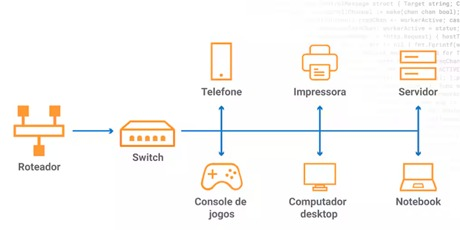 Telefone
Impressora
Servidor
Roteador
Switch
Console de
jogos
Computador
desktop
Notebook